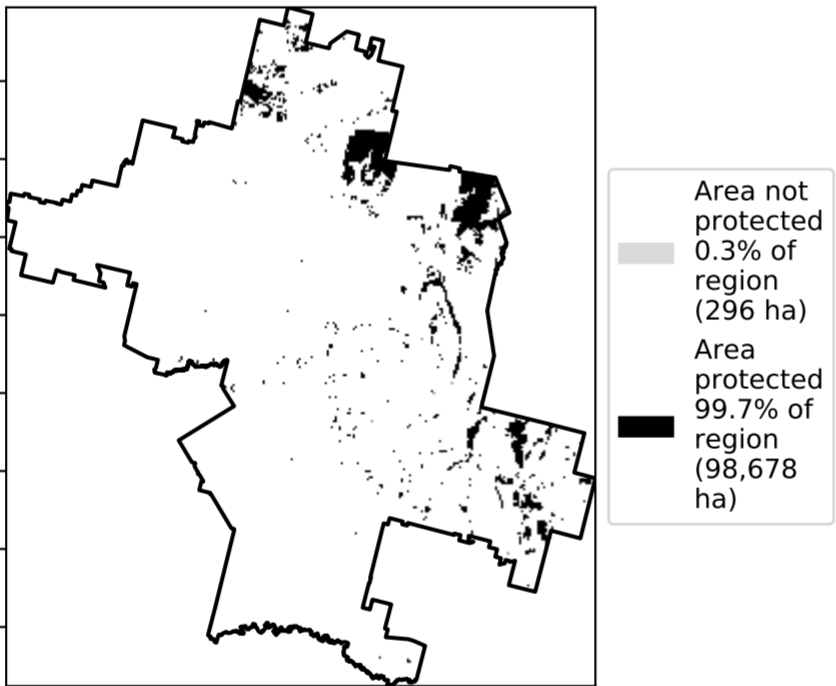 Area not
protected
0.3% of
region
(296 ha)
Area
protected
99.7% of
region
(98,678
ha)